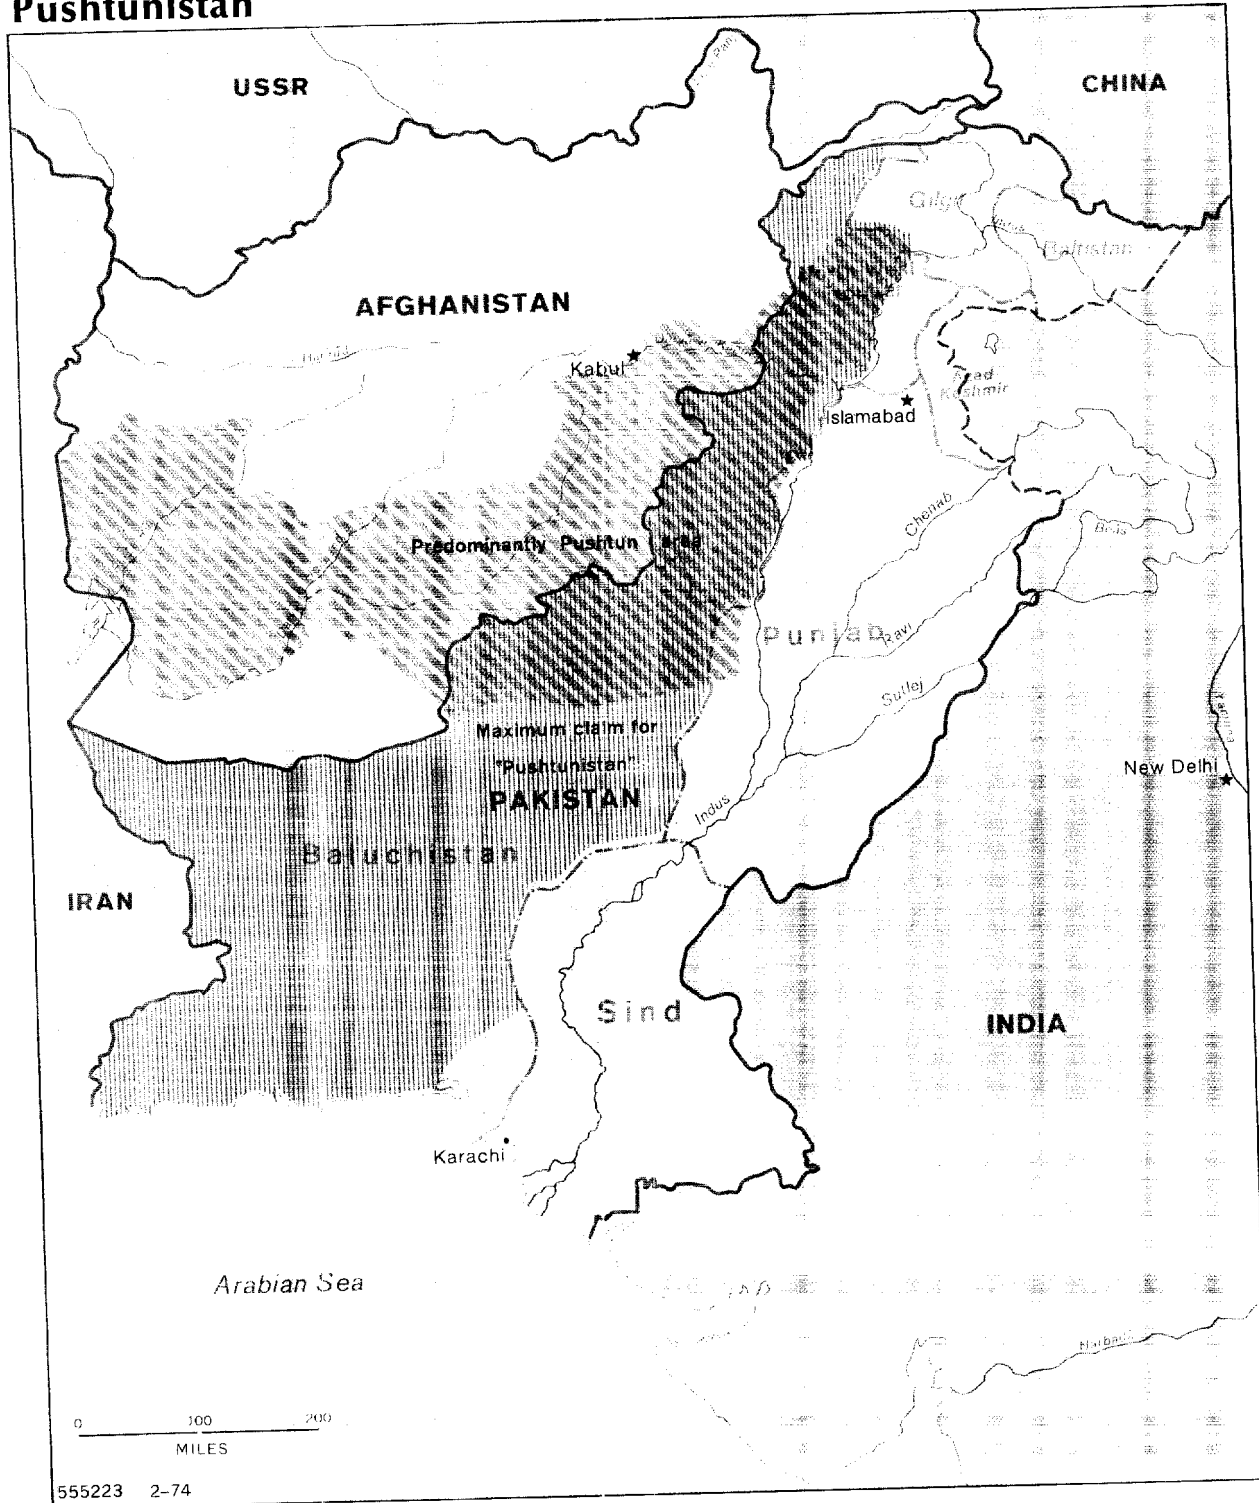 Pushtunistan
USSR
CHINA
Baltistan
AFGHANISTAN
Kabul
Azad
Kashmir
Islamabad
Chenab
Predominantly Pushtun area
Punjab
Ravi
Sutlej
Maximum claim for
"Pushtunistan"
PAKISTAN
New Delhi
Indus
Baluchistan
IRAN
Sind
INDIA
Karachi
Arabian Sea
0 100 200
MILES
555223 2-74